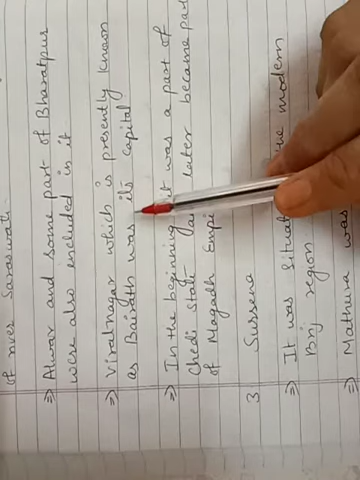 of river Saraswati.
⇒ Alwar and some part of Bharatpur
were also included in it
⇒ Viratnagar which is presently known
as Bairath was its capital
⇒ In the beginning it was a part of
Chedi state later became part
of Magadh Empi
3 Sursena
⇒ It was situat modern
Brij region
⇒ Mathura was